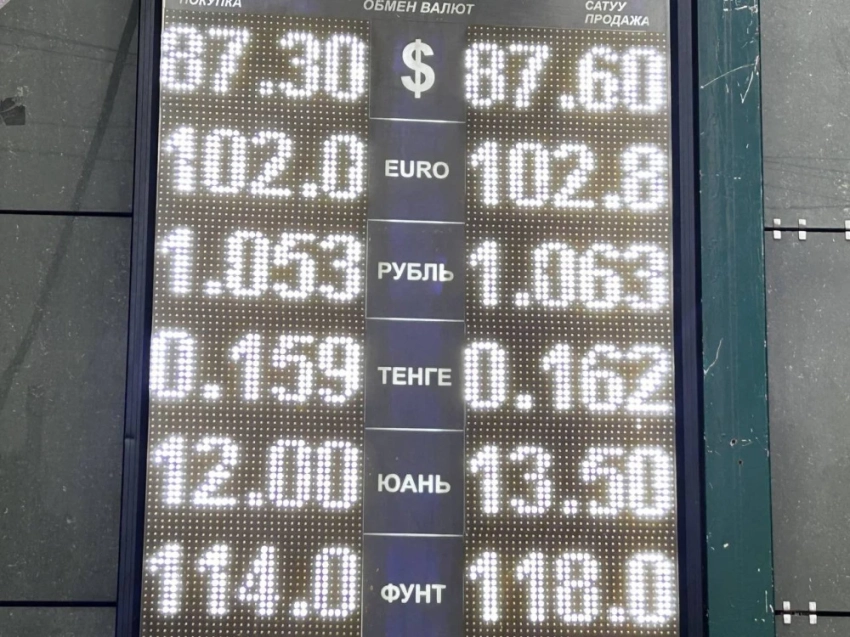 ПОКУПКА ОБМЕН ВАЛЮТ САТУУ
ПРОДАЖА
87.30 $ 87.60
102.0 EURO 102.8
1.053 РУБЛЬ 1.063
0.159 ТЕНГЕ 0.162
12.00 ЮАНЬ 13.50
114.0 ФУНТ 118.0